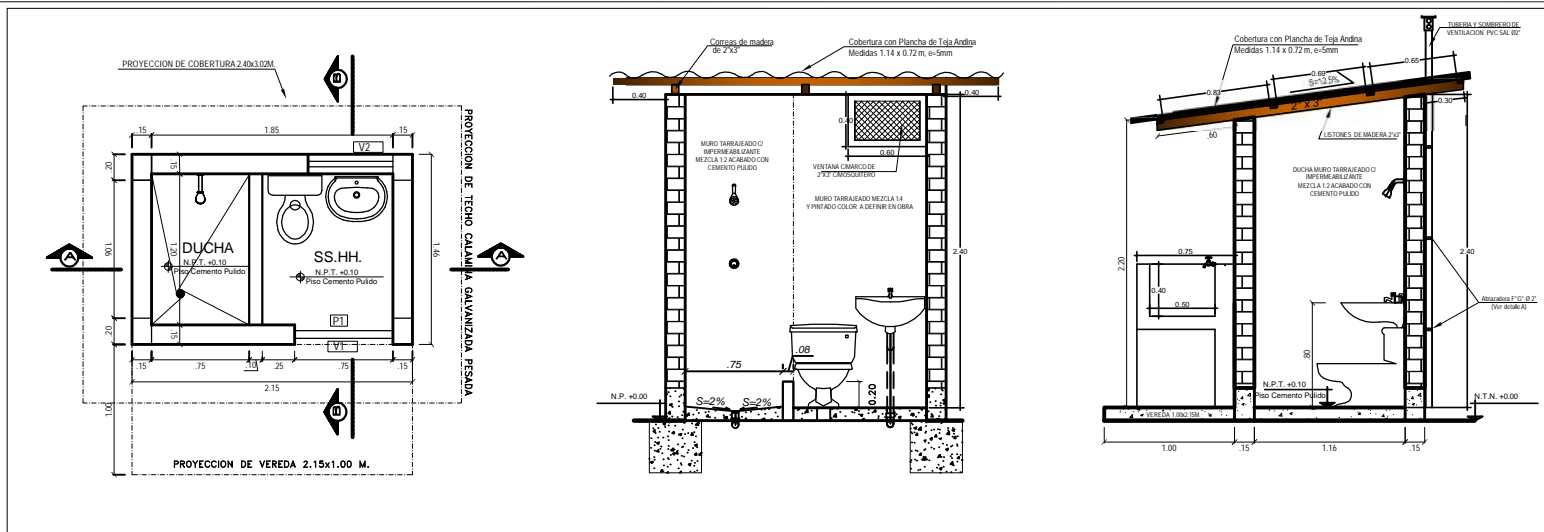 PROYECCION DE COBERTURA 2.40x3.02M.
B
.15
1.85
.15
V2
.20
.15
1.06
1.20
DUCHA
N.P.T. +0.10
Piso Cemento Pulido
SS.HH.
N.P.T. +0.10
Piso Cemento Pulido
1.46
A
A
.20
.15
P1
V1
.15
.75
.10
.25
.75
.15
2.15
1.00
B
PROYECCION DE VEREDA 2.15x1.00 M.
PROYECCION DE TECHO CALAMINA GALVANIZADA PESADA
Correas de madera
de 2"x3"
Cobertura con Plancha de Teja Andina
Medidas 1.14 x 0.72 m, e=5mm
0.40
0.40
0.40
0.60
MURO TARRAJEADO C/
IMPERMEABILIZANTE
MEZCLA 1:2 ACABADO CON
CEMENTO PULIDO
VENTANA C/MARCO DE
2"x3" C/MOSQUITERO
MURO TARRAJEADO MEZCLA 1:4
Y PINTADO COLOR A DEFINIR EN OBRA
2.40
.75
.08
0.20
S=2%
S=2%
N.P. +0.00
TUBERIA Y SOMBRERO DE
VENTILACION PVC SAL Ø2"
Cobertura con Plancha de Teja Andina
Medidas 1.14 x 0.72 m, e=5mm
0.65
0.69
S=12.5%
0.83
0.30
2" x 3"
.60
LISTONES DE MADERA 2"x3"
DUCHA MURO TARRAJEADO C/
IMPERMEABILIZANTE
MEZCLA 1:2 ACABADO CON
CEMENTO PULIDO
2.20
0.75
0.40
0.50
2.40
Abrazadera Fº Gº Ø 2"
(Ver detalle A)
.80
N.P.T. +0.10
Piso Cemento Pulido
VEREDA 1.00x2.15M.
N.T.N. +0.00
1.00
.15
1.16
.15